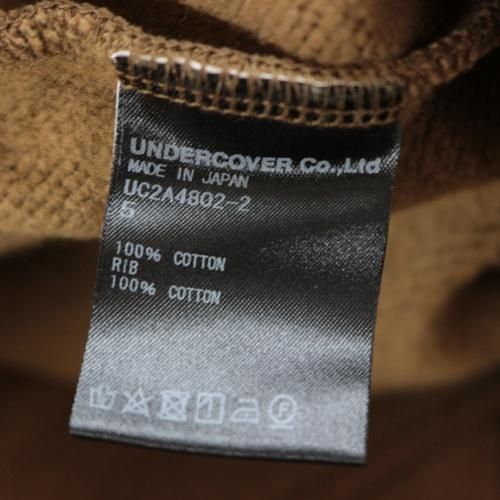 UNDERCOVER Co.,Ltd
MADE IN JAPAN
UC2A4802-2
5
100% COTTON
RIB
100% COTTON
F